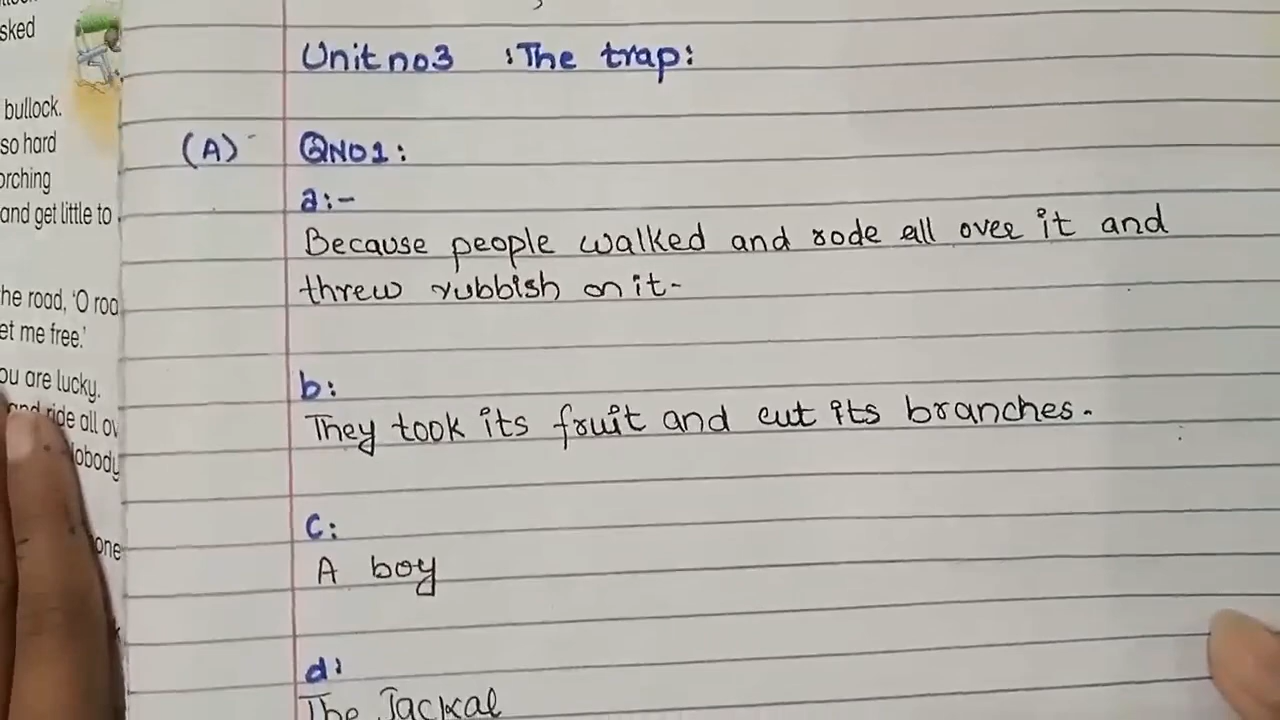 sked
bullock.
so hard
orching
and get little to
he road, 'O roa
et me free.'
ou are lucky.
and ride all ov
Nobody
one
Unit no3 :The trap:
(A) QNO1:
a:-
Because people walked and rode all over it and
threw rubbish on it-
b:
They took its fruit and cut its branches.
C:
A boy
d:
The Jackal